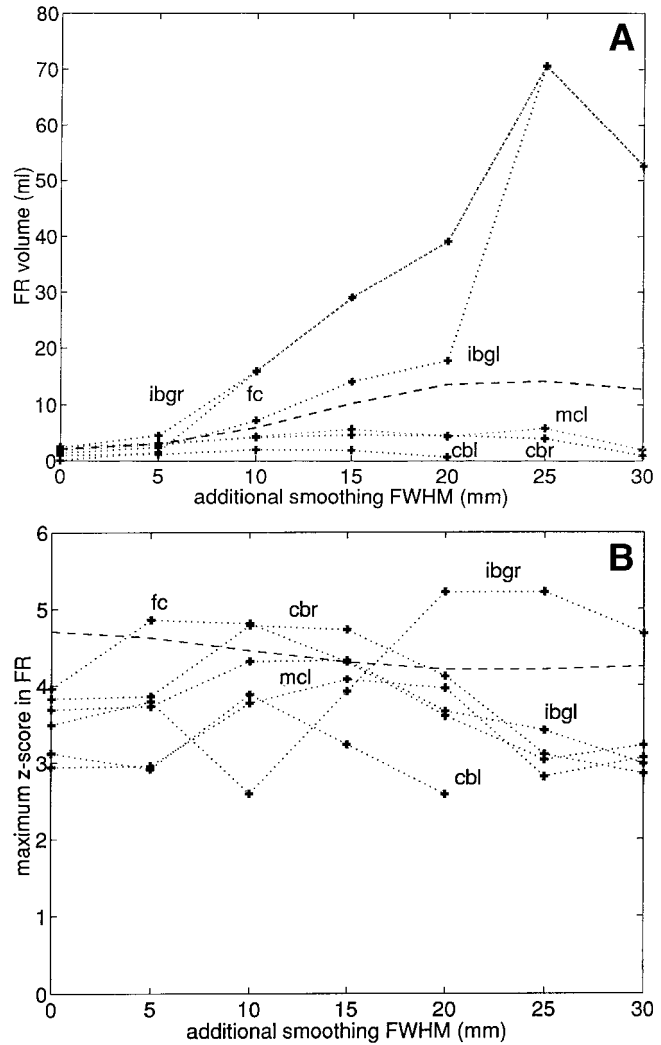 A
80
70
60
50
40
30
20
10
0
FR volume (ml)
ibgr
fc
ibgl
mcl
cbl
cbr
0 5 10 15 20 25 30
additional smoothing FWHM (mm)
B
6
5
4
3
2
1
0
maximum z-score in FR
fc
cbr
ibgr
mcl
ibgl
cbl
0 5 10 15 20 25 30
additional smoothing FWHM (mm)